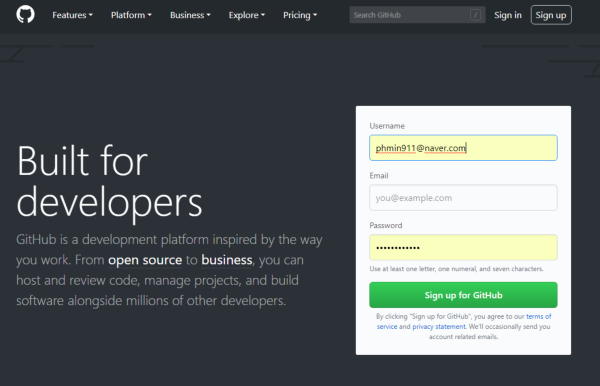 Features Platform Business Explore Pricing Search GitHub / Sign in Sign up
Built for
developers
GitHub is a development platform inspired by the way
you work. From open source to business, you can
host and review code, manage projects, and build
software alongside millions of other developers.
Username
phmin911@naver.com
Email
you@example.com
Password
••••••••••••
Use at least one letter, one numeral, and seven characters.
Sign up for GitHub
By clicking "Sign up for GitHub", you agree to our terms of
service and privacy statement. We'll occasionally send you
account related emails.